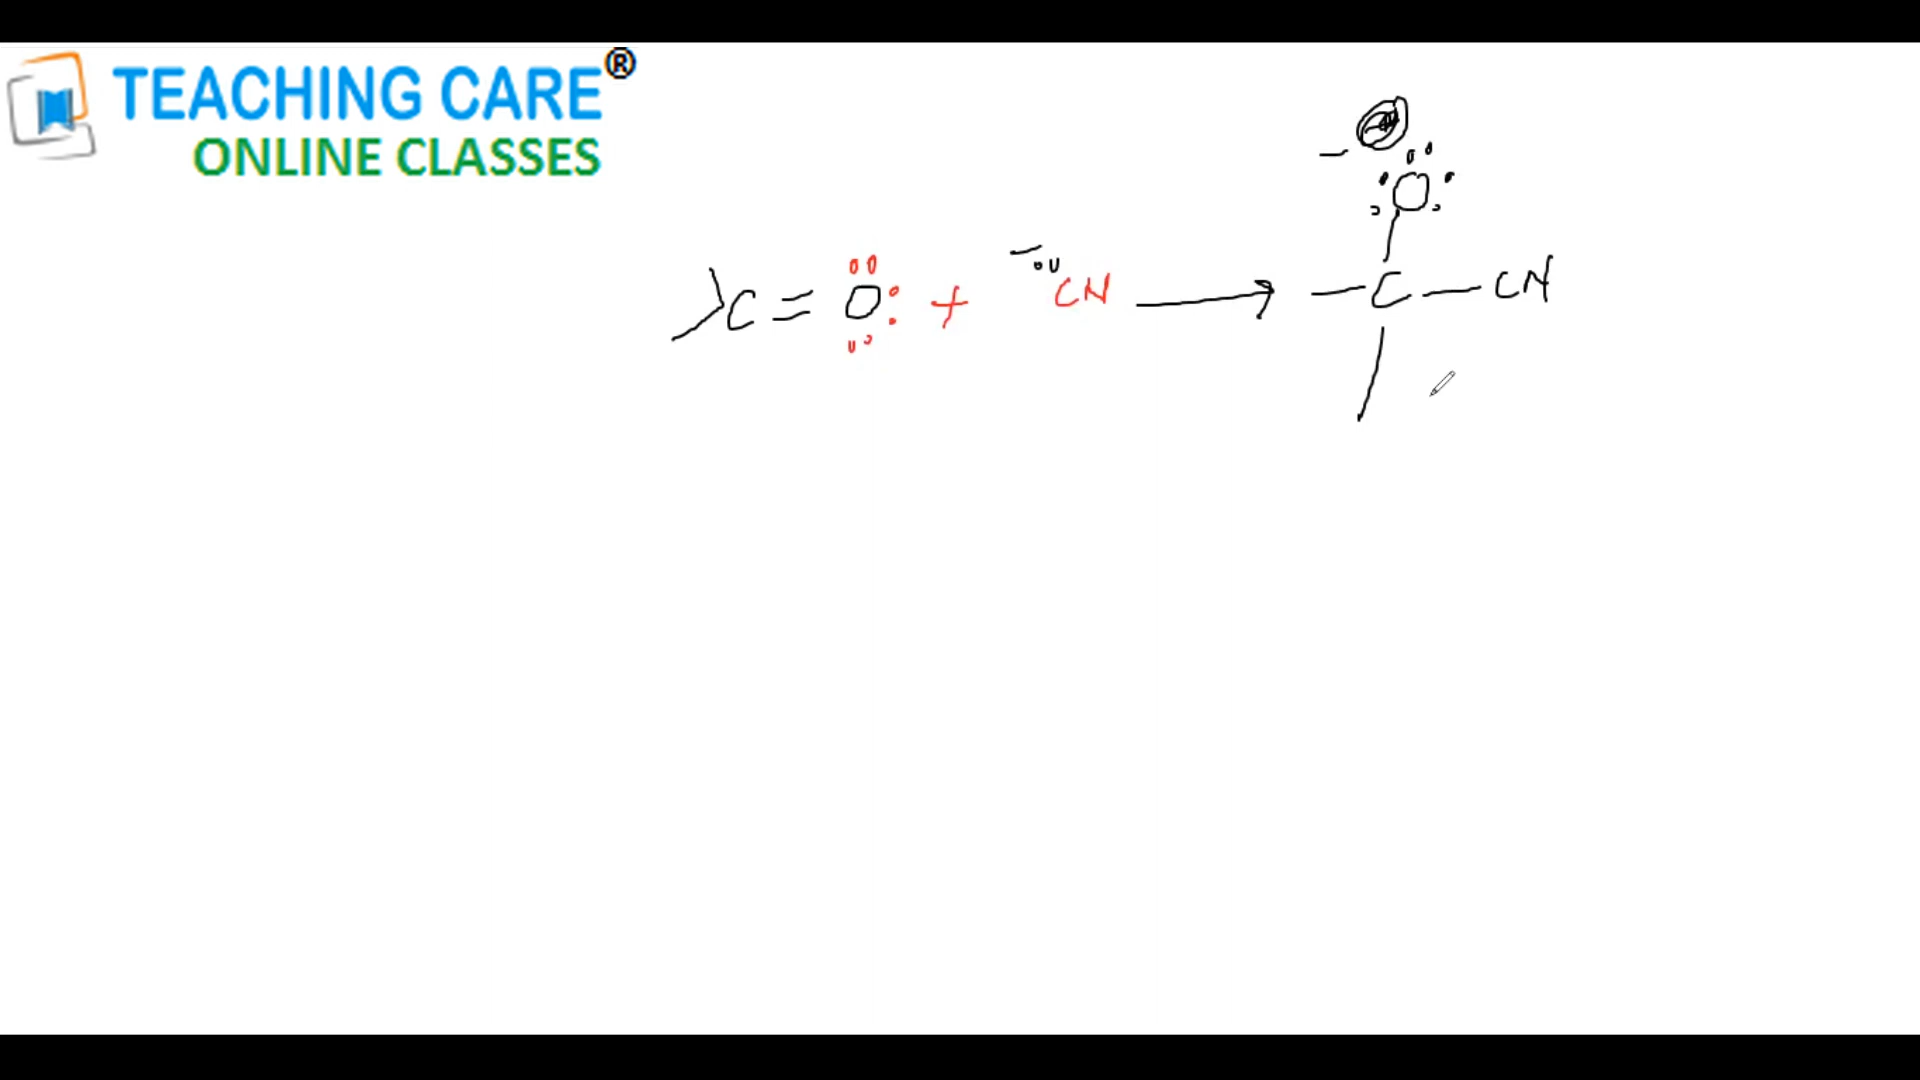 TEACHING CARE®
ONLINE CLASSES
O
C = O + CN → — C — CN